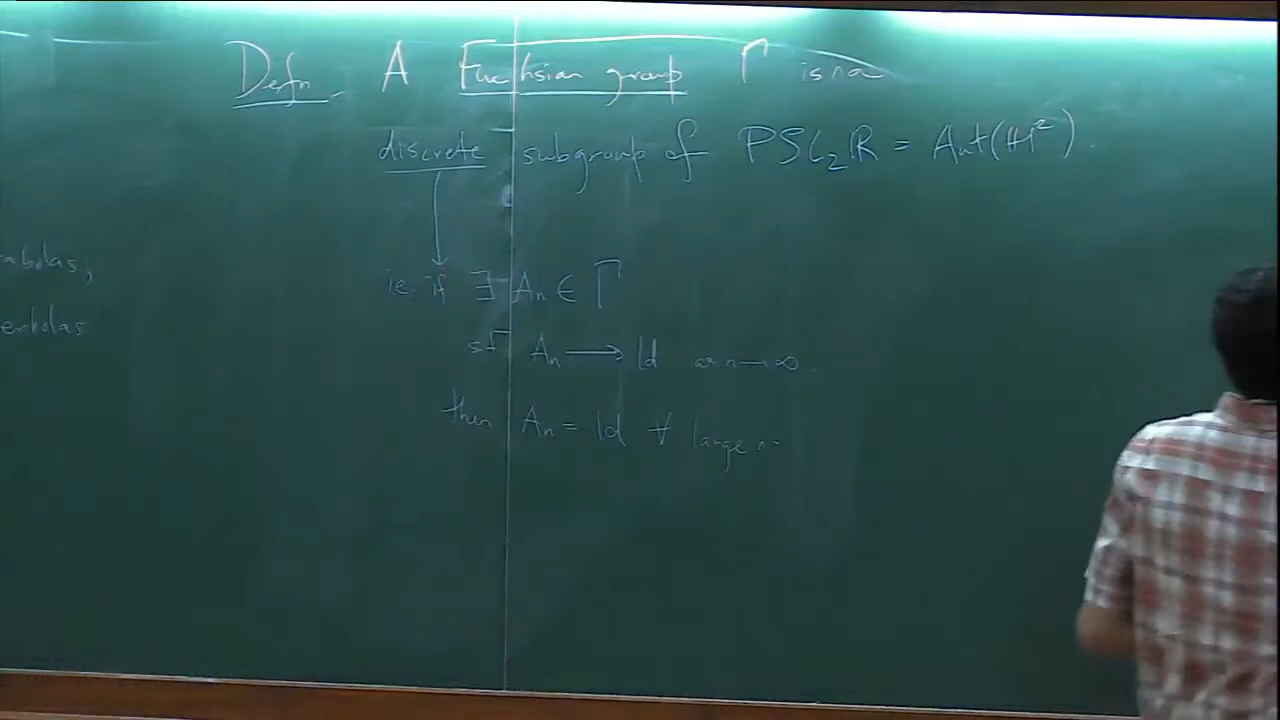 Defn. A Fuchsian group Γ is a
discrete subgroup of PSL₂ℝ = Aut(ℍ²).
abolas,
i.e. if ∃ Aₙ ∈ Γ
erbolas
st Aₙ → Id as n → ∞.
then Aₙ = Id ∀ large n.